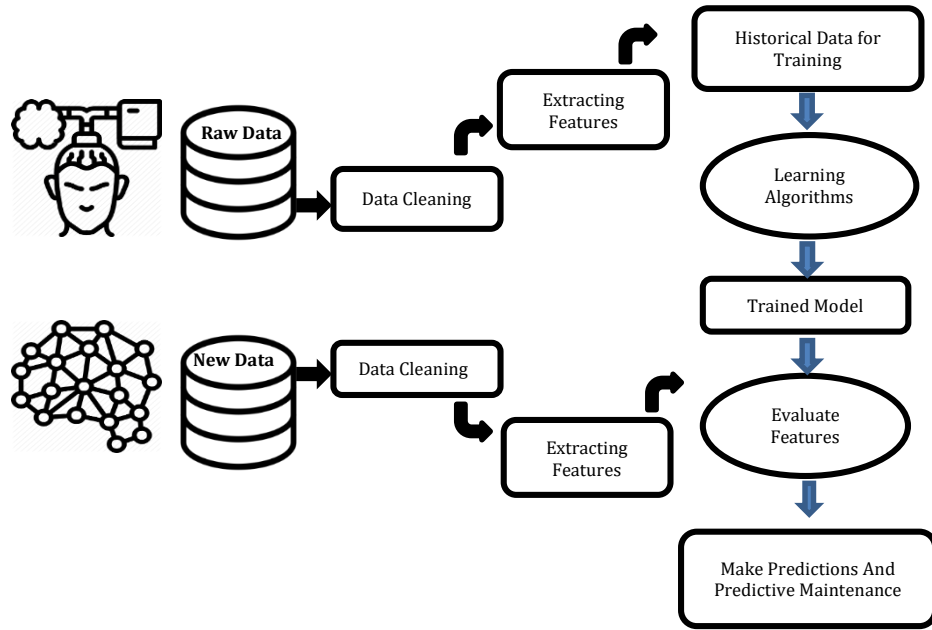 Historical Data for
Training
Extracting
Features
Raw Data
Data Cleaning
Learning
Algorithms
Trained Model
New Data
Data Cleaning
Evaluate
Features
Extracting
Features
Make Predictions And
Predictive Maintenance